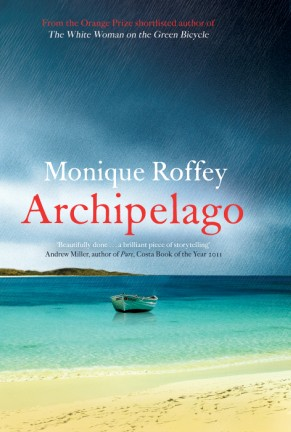 From the Orange Prize shortlisted author of
The White Woman on the Green Bicycle
Monique Roffey
Archipelago
'Beautifully done . . . a brilliant piece of storytelling'
Andrew Miller, author of Pure, Costa Book of the Year 2011